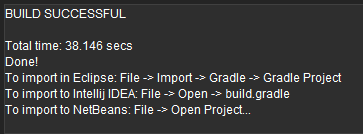 BUILD SUCCESSFUL
Total time: 38.146 secs
Done!
To import in Eclipse: File -> Import -> Gradle -> Gradle Project
To import to Intellij IDEA: File -> Open -> build.gradle
To import to NetBeans: File -> Open Project...